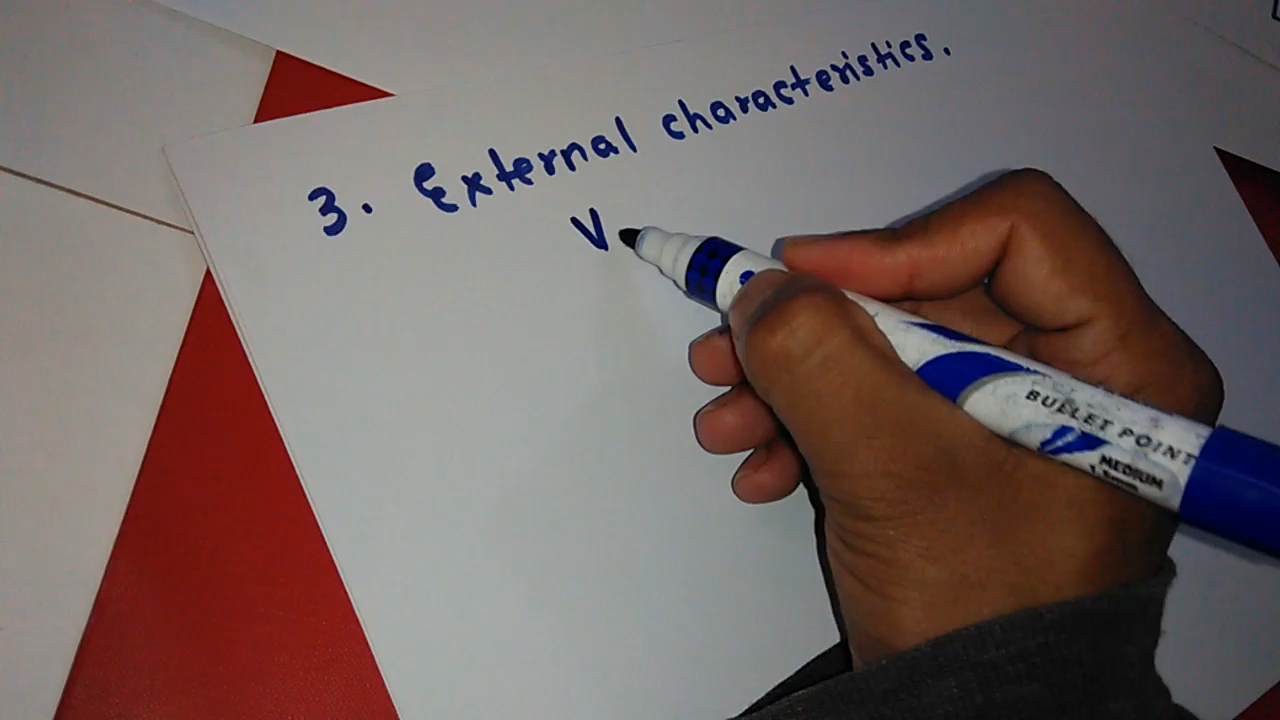 3. External characteristics.
V
BULLET POINT
MEDIUM